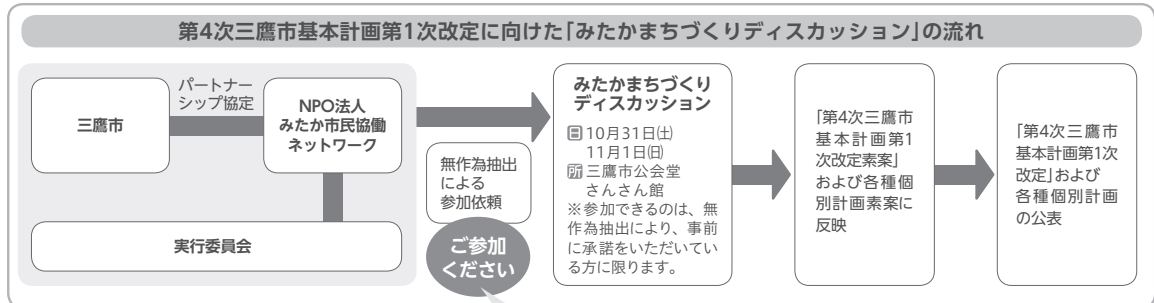 第4次三鷹市基本計画第1次改定に向けた「みたかまちづくりディスカッション」の流れ
三鷹市
パートナー
シップ協定
NPO法人
みたか市民協働
ネットワーク
実行委員会
無作為抽出
による
参加依頼
ご参加
ください
みたかまちづくり
ディスカッション
日10月31日㈯
11月1日㈰
所三鷹市公会堂
さんさん館
※参加できるのは、無
作為抽出により、事前
に承諾をいただいてい
る方に限ります。
「第4次三鷹市
基本計画第1
次改定素案」
および各種個
別計画素案に
反映
「第4次三鷹市
基本計画第1次
改定」および
各種個別計画
の公表